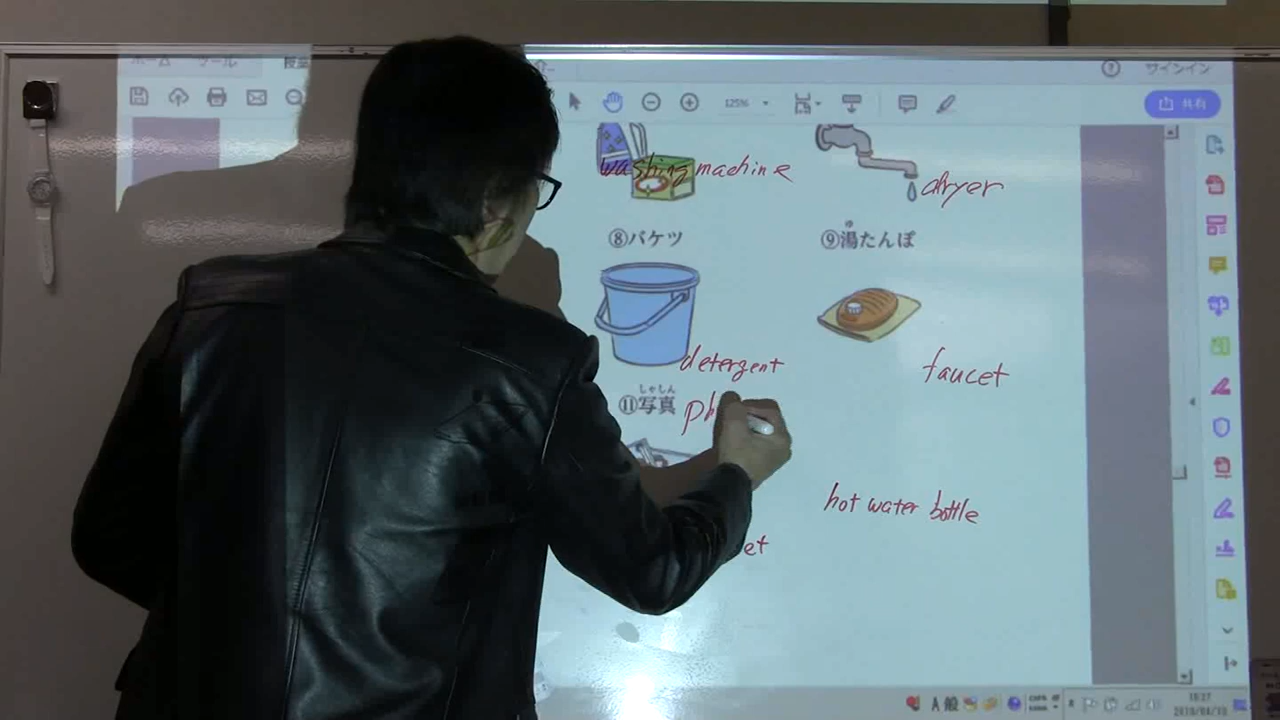 ホーム ツール
サインイン
125%
共有
washing machine
dryer
⑧バケツ
ゆ
⑨湯たんぽ
detergent
faucet
しゃしん
⑪写真 ph
hot water bottle
et
A 般